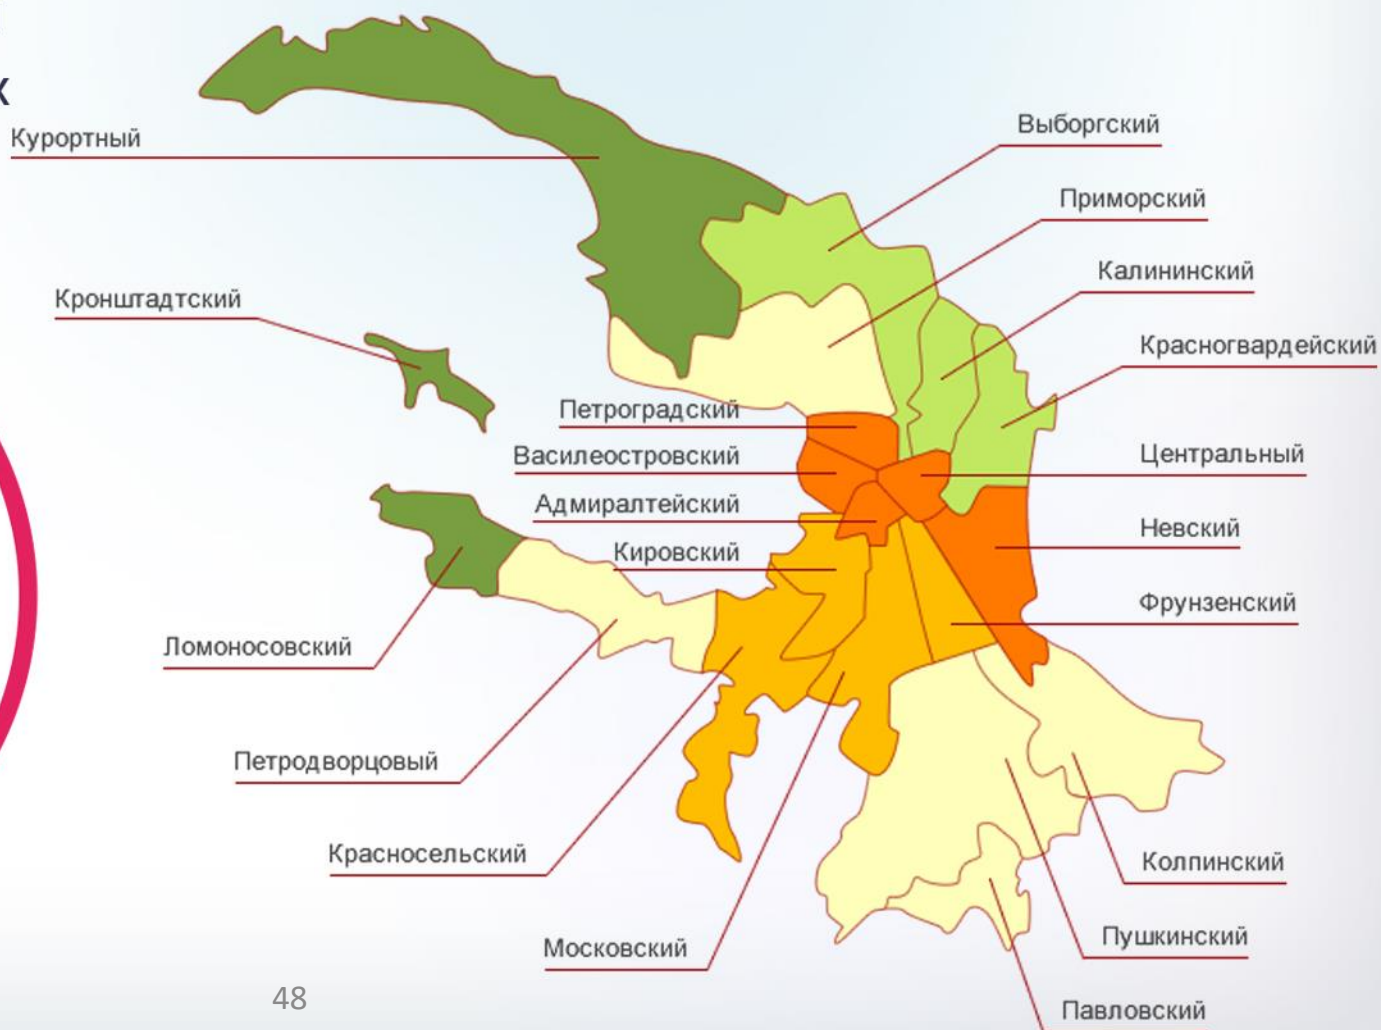 х
Курортный
Выборгский
Приморский
Калининский
Кронштадтский
Красногвардейский
Петроградский
Василеостровский
Центральный
Адмиралтейский
Невский
Кировский
Фрунзенский
Ломоносовский
Петродворцовый
Красносельский
Колпинский
Московский
Пушкинский
48
Павловский